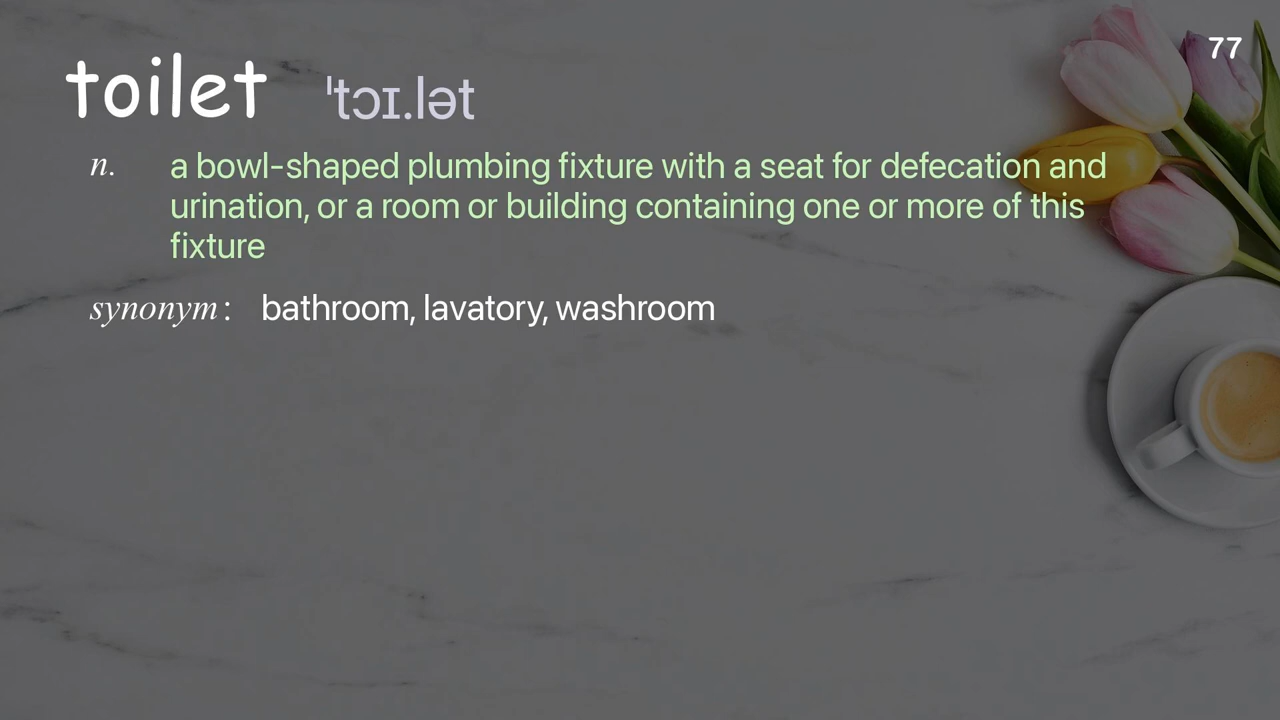 77
toilet ˈtɔɪ.lət
n. a bowl-shaped plumbing fixture with a seat for defecation and
urination, or a room or building containing one or more of this
fixture
synonym: bathroom, lavatory, washroom